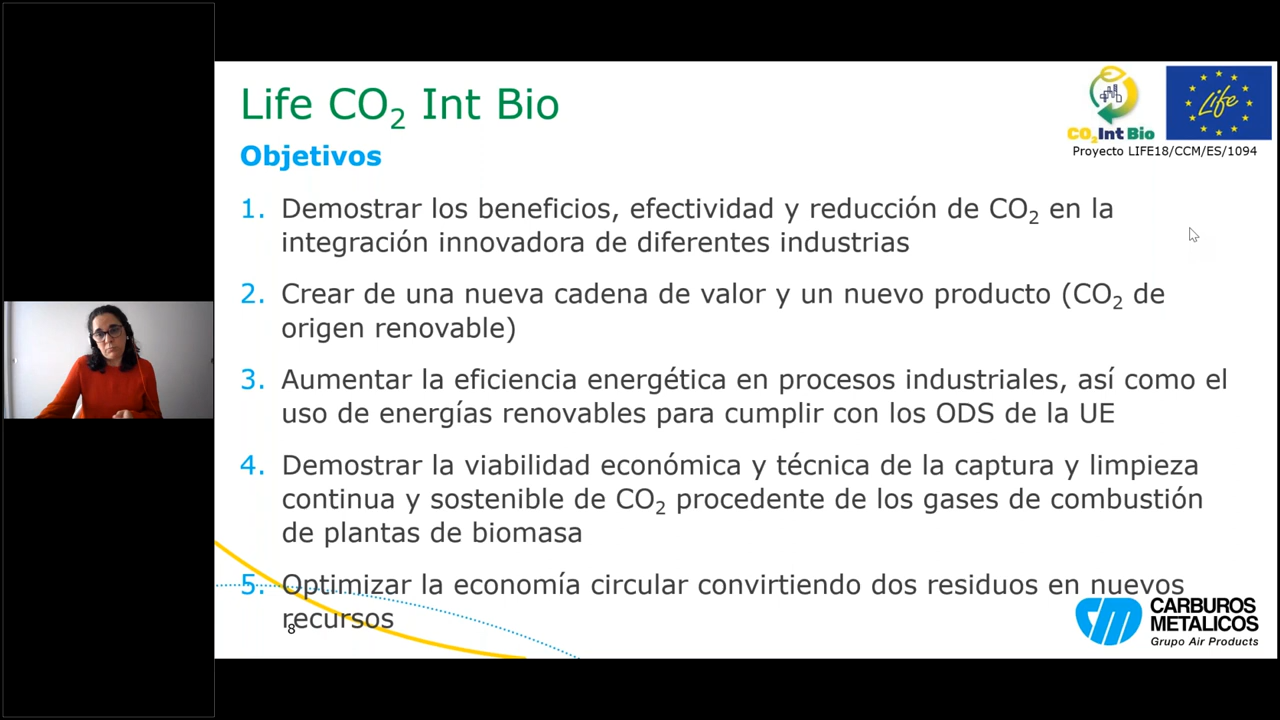 Life CO₂ Int Bio
Life
CO₂Int Bio
Proyecto LIFE18/CCM/ES/1094
Objetivos
1. Demostrar los beneficios, efectividad y reducción de CO₂ en la
integración innovadora de diferentes industrias
2. Crear de una nueva cadena de valor y un nuevo producto (CO₂ de
origen renovable)
3. Aumentar la eficiencia energética en procesos industriales, así como el
uso de energías renovables para cumplir con los ODS de la UE
4. Demostrar la viabilidad económica y técnica de la captura y limpieza
continua y sostenible de CO₂ procedente de los gases de combustión
de plantas de biomasa
5. Optimizar la economía circular convirtiendo dos residuos en nuevos
recursos
8
CARBUROS
METALICOS
Grupo Air Products